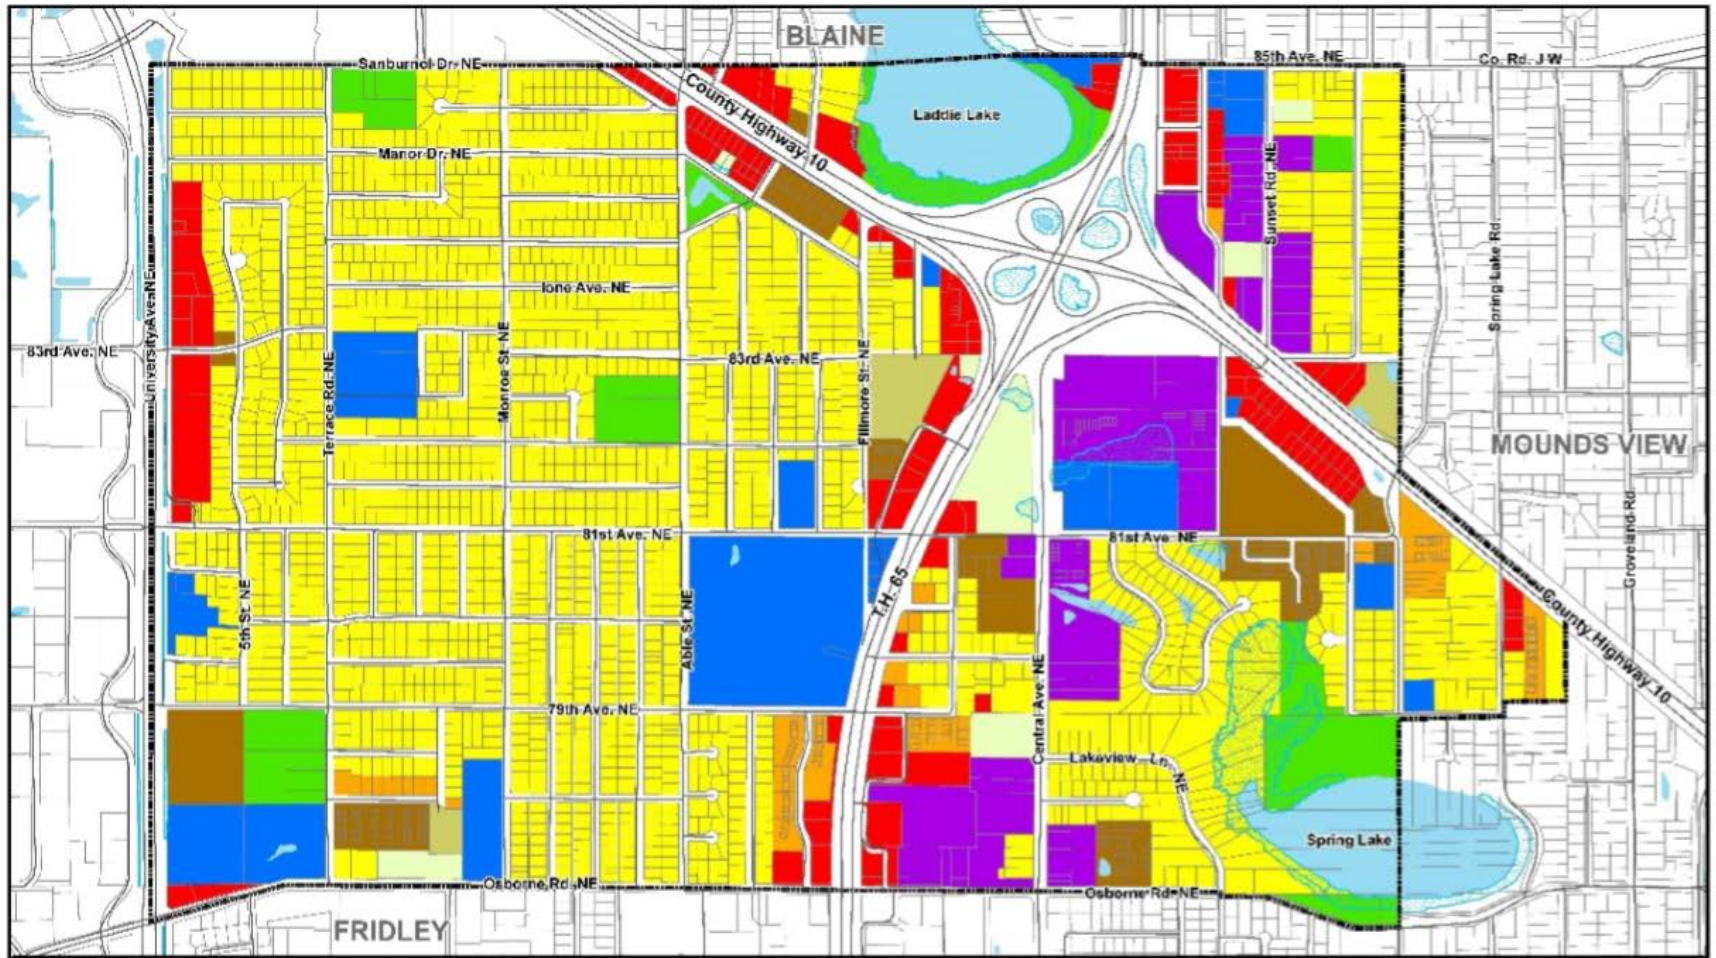 BLAINE
Sanburnol Dr. NE
85th Ave. NE
Co. Rd. J W
County Highway 10
Laddie Lake
Manor Dr. NE
Sunset Rd. NE
Spring Lake Rd.
University Ave. NE
Ione Ave. NE
83rd Ave. NE
Terrace Rd. NE
Monroe St. NE
83rd Ave. NE
Fillmore St. NE
MOUNDS VIEW
Groveland Rd
81st Ave. NE
81st Ave. NE
T.H. 65
5th St. NE
Able St. NE
County Highway 10
Central Ave. NE
79th Ave. NE
Lakeview Ln. NE
Spring Lake
Osborne Rd. NE
Osborne Rd. NE
FRIDLEY